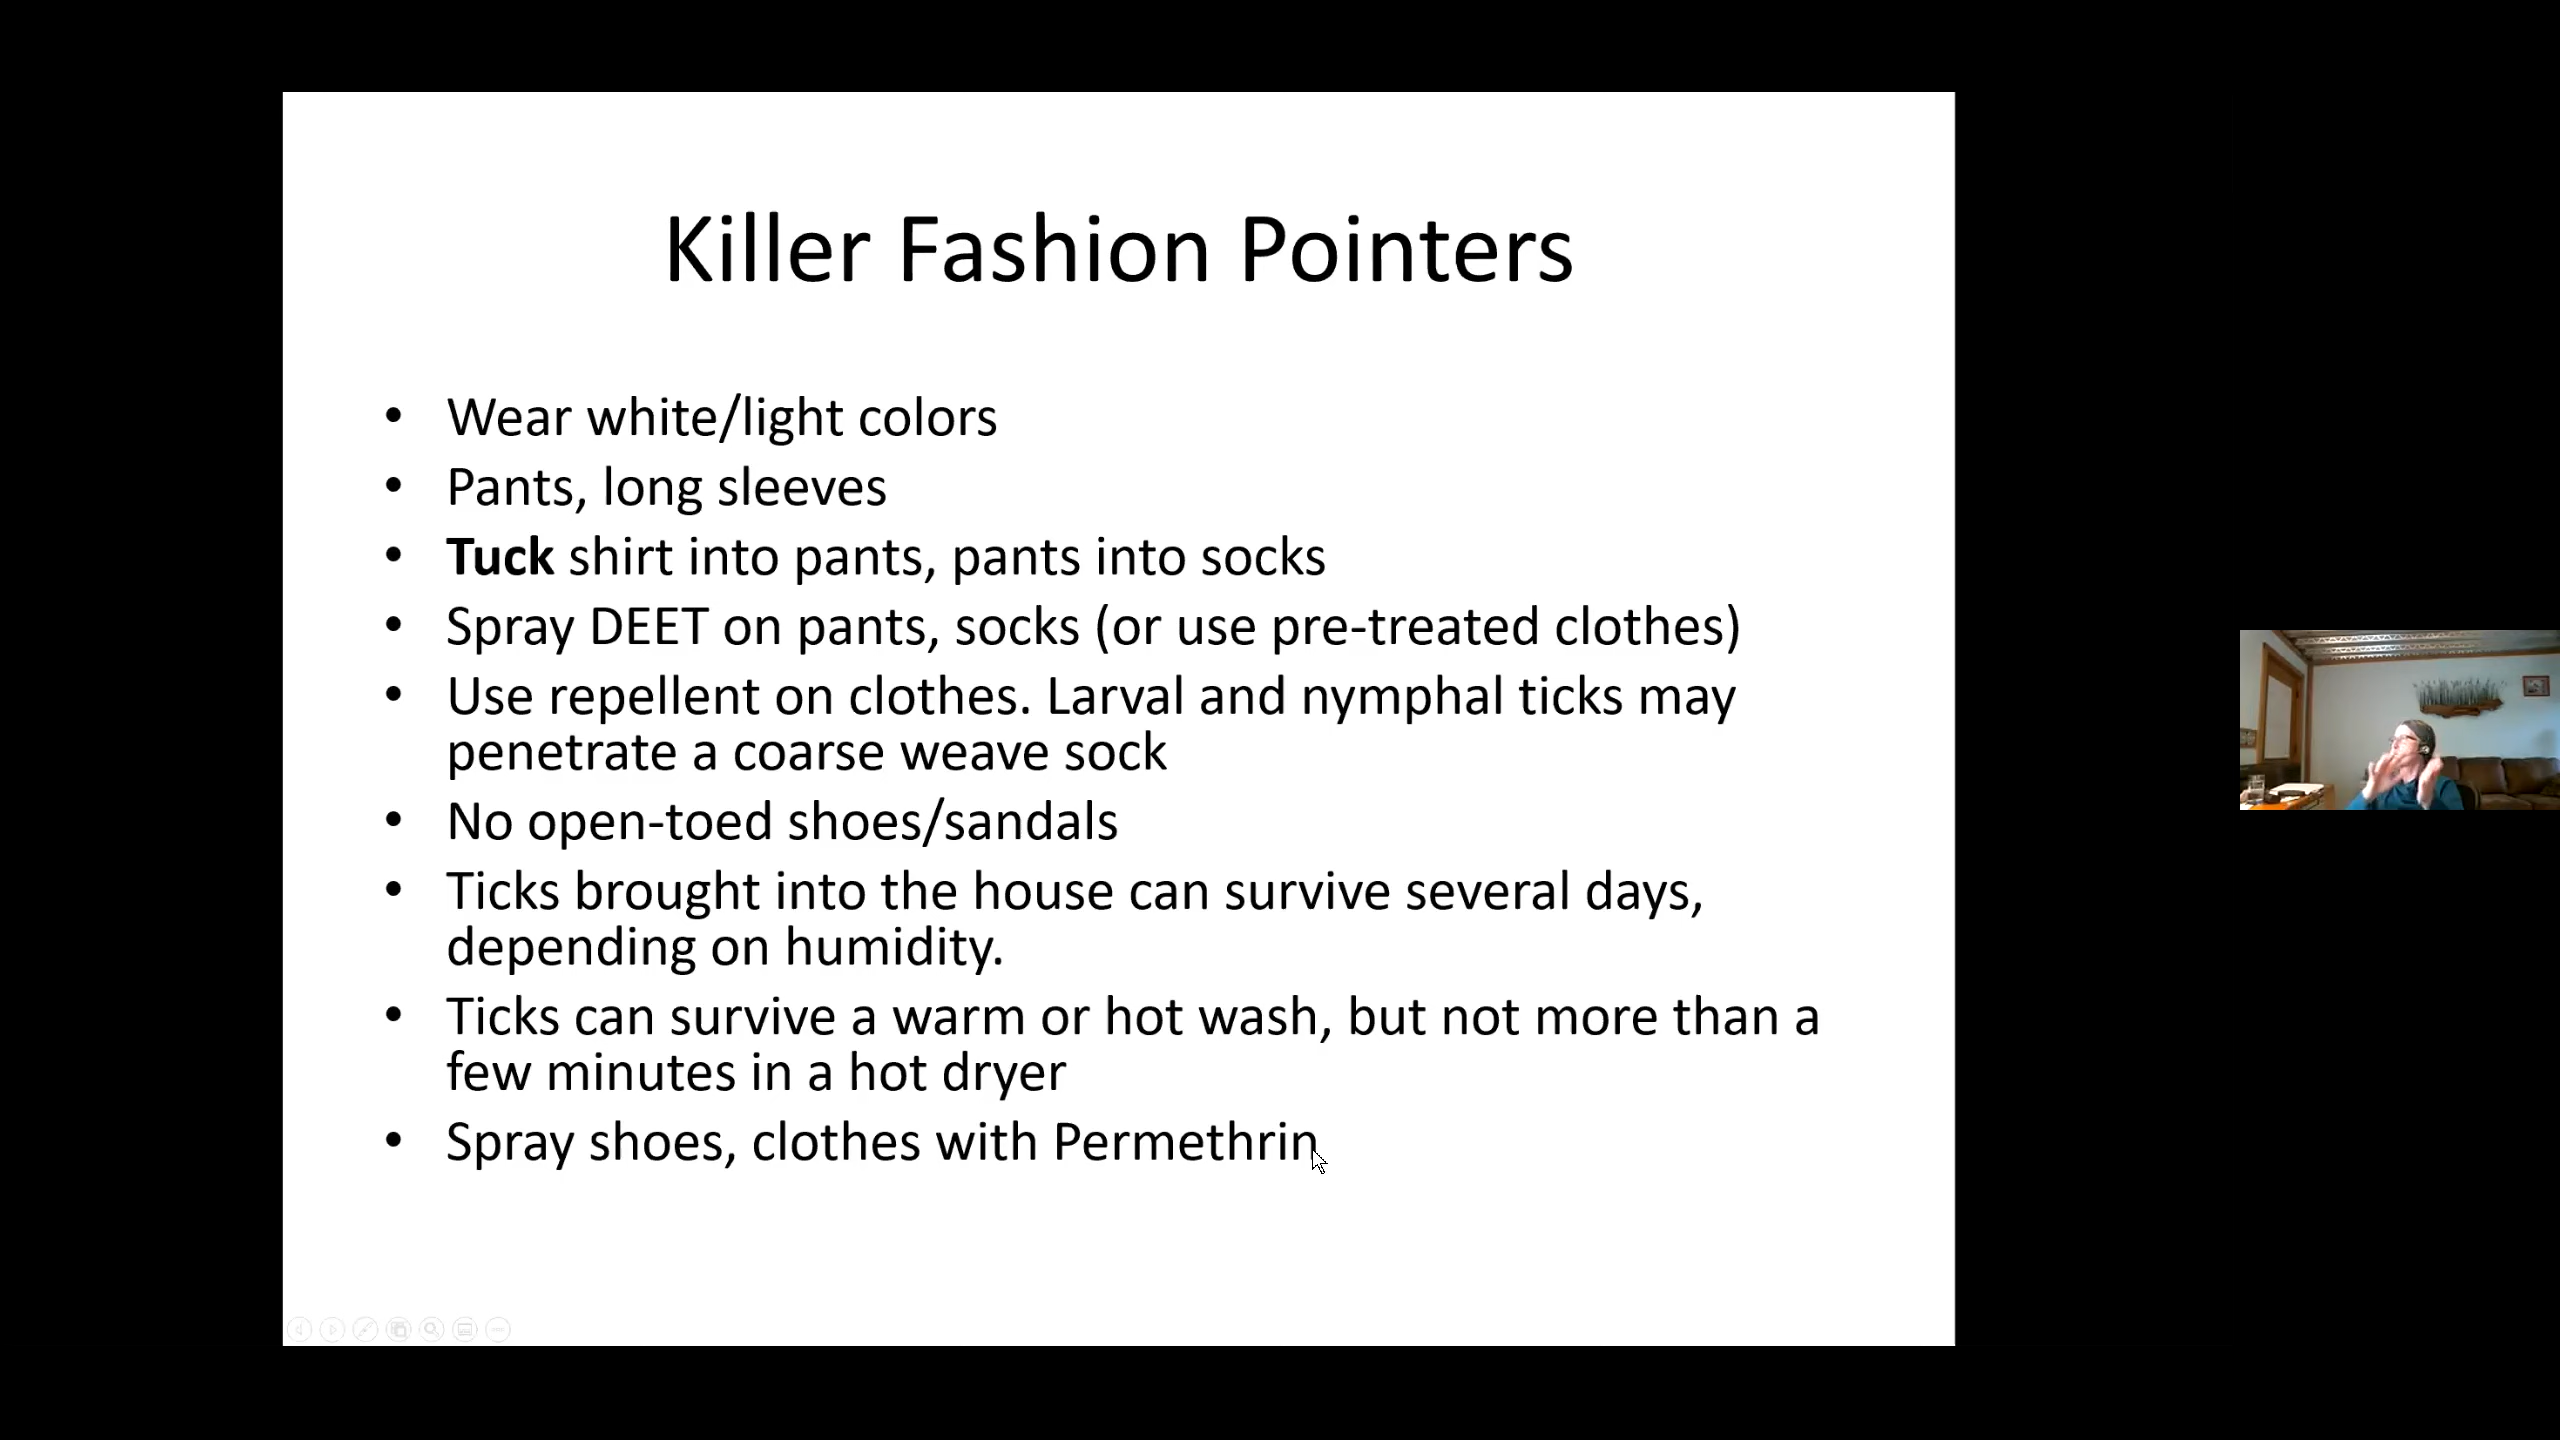 Killer Fashion Pointers
• Wear white/light colors
• Pants, long sleeves
• Tuck shirt into pants, pants into socks
• Spray DEET on pants, socks (or use pre-treated clothes)
• Use repellent on clothes. Larval and nymphal ticks may
penetrate a coarse weave sock
• No open-toed shoes/sandals
• Ticks brought into the house can survive several days,
depending on humidity.
• Ticks can survive a warm or hot wash, but not more than a
few minutes in a hot dryer
• Spray shoes, clothes with Permethrin